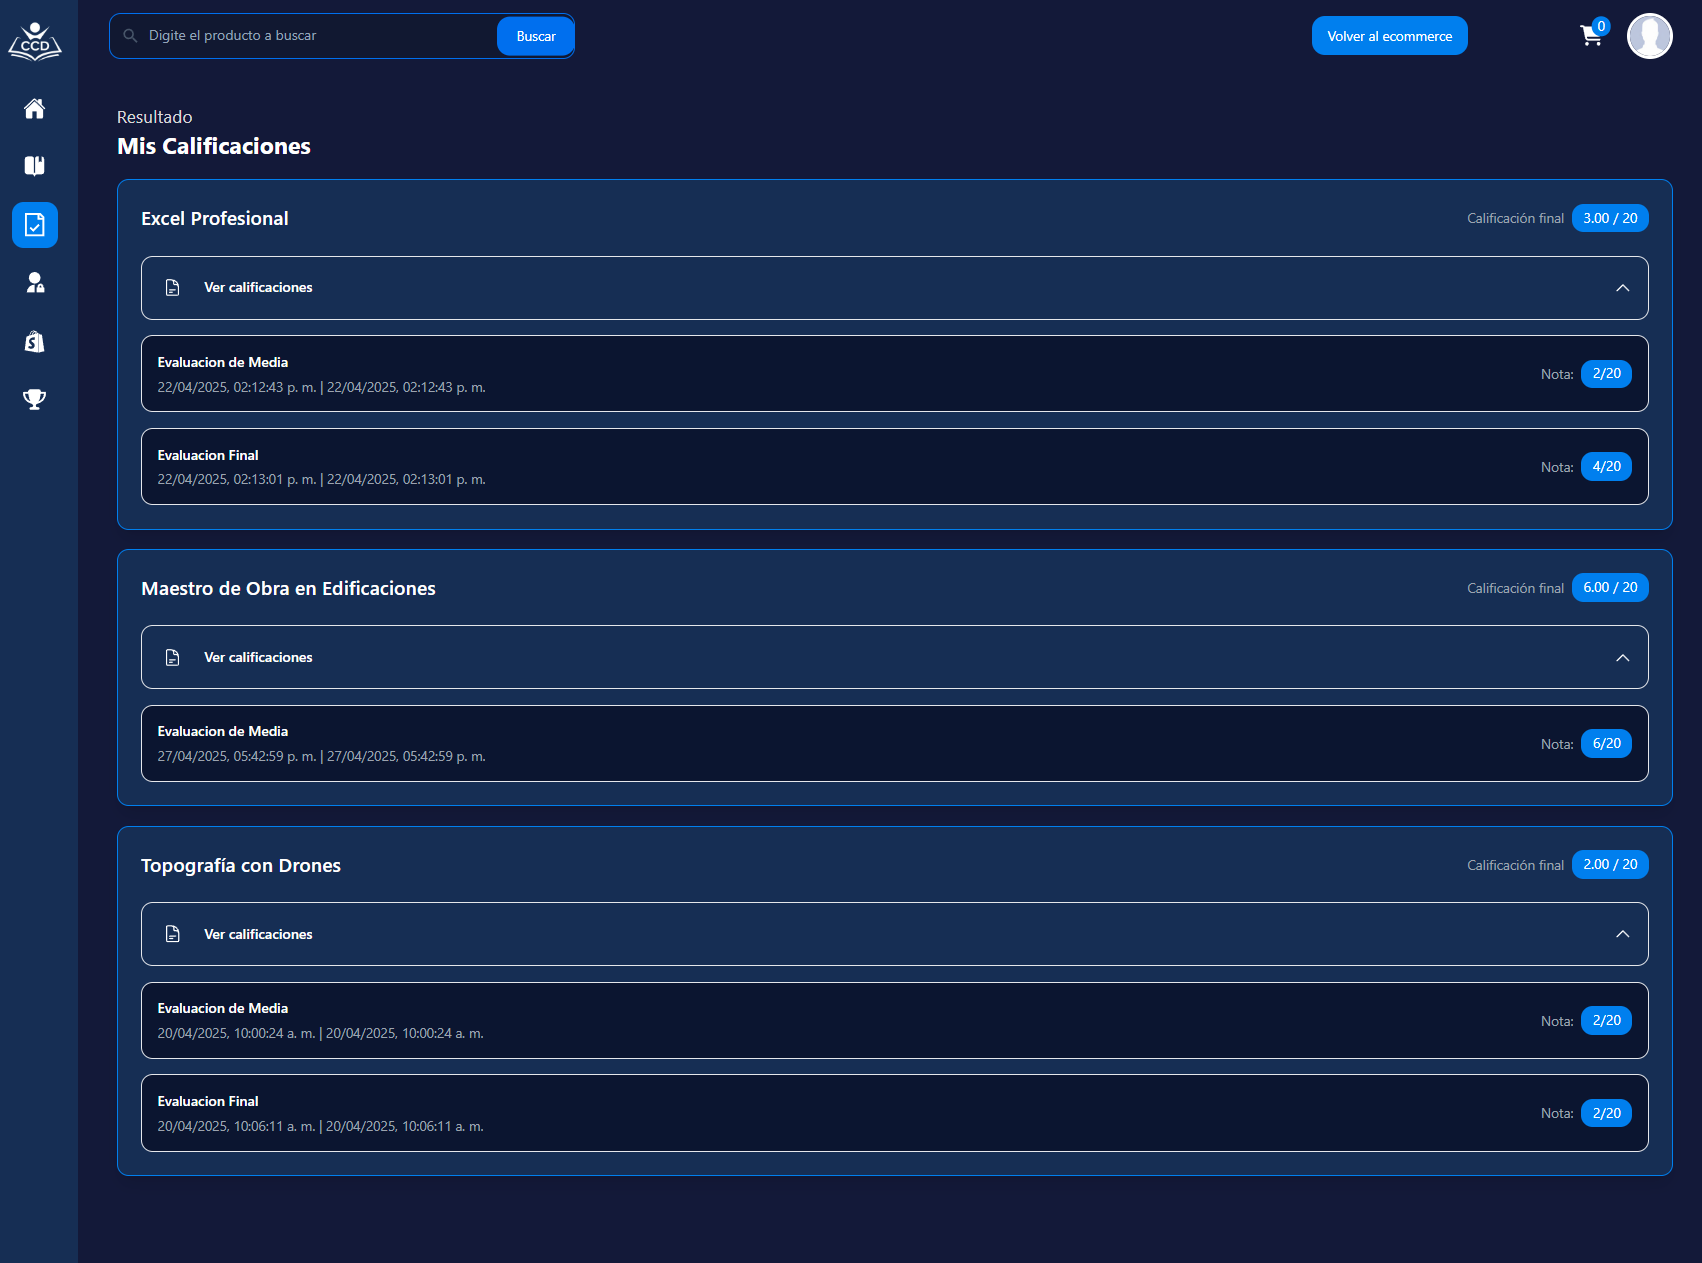 CCD
Digite el producto a buscar
Buscar
Volver al ecommerce
0
Resultado
Mis Calificaciones
Excel Profesional
Calificación final 3.00 / 20
Ver calificaciones
Evaluacion de Media
22/04/2025, 02:12:43 p. m. | 22/04/2025, 02:12:43 p. m.
Nota: 2/20
Evaluacion Final
22/04/2025, 02:13:01 p. m. | 22/04/2025, 02:13:01 p. m.
Nota: 4/20
Maestro de Obra en Edificaciones
Calificación final 6.00 / 20
Ver calificaciones
Evaluacion de Media
27/04/2025, 05:42:59 p. m. | 27/04/2025, 05:42:59 p. m.
Nota: 6/20
Topografía con Drones
Calificación final 2.00 / 20
Ver calificaciones
Evaluacion de Media
20/04/2025, 10:00:24 a. m. | 20/04/2025, 10:00:24 a. m.
Nota: 2/20
Evaluacion Final
20/04/2025, 10:06:11 a. m. | 20/04/2025, 10:06:11 a. m.
Nota: 2/20